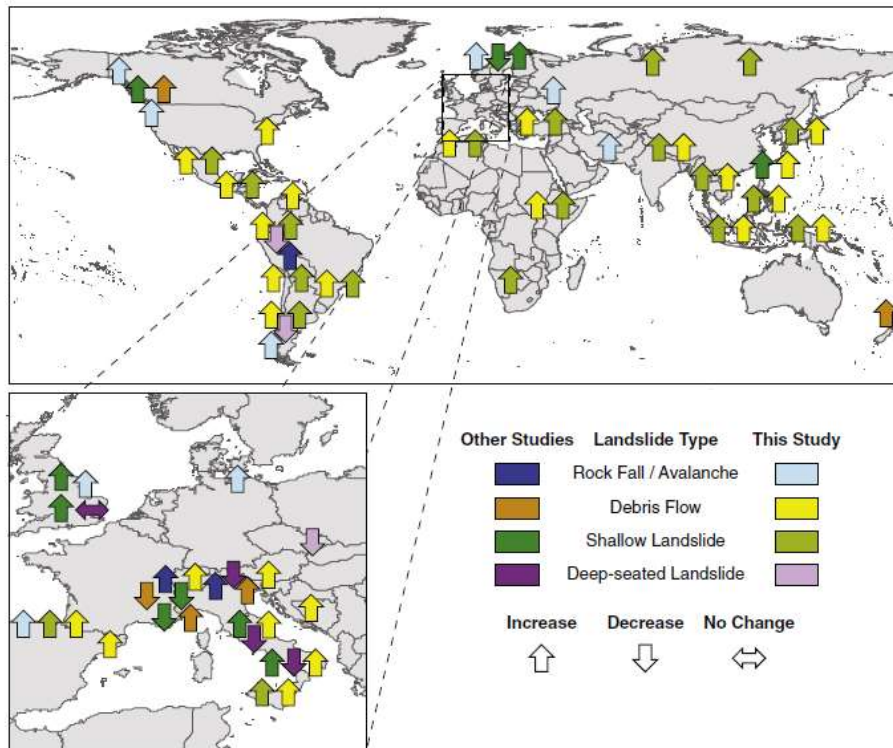 Other Studies Landslide Type This Study
Rock Fall / Avalanche
Debris Flow
Shallow Landslide
Deep-seated Landslide
Increase Decrease No Change